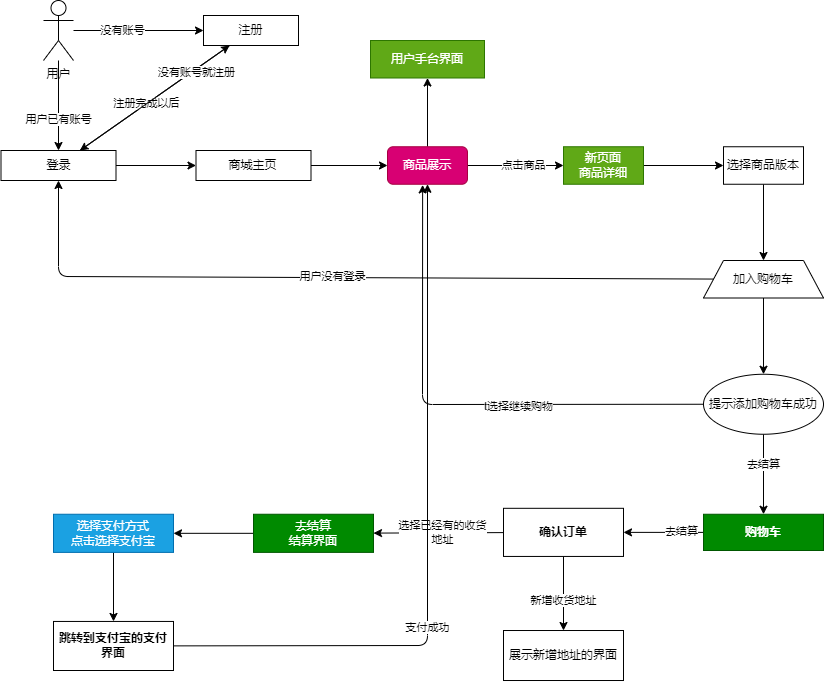 没有账号
注册
用户
没有账号就注册
注册完成以后
用户已有账号
用户手台界面
登录
商域主页
商品展示
点击商品
新页面
商品详细
选择商品版本
用户没有登录
加入购物车
t选择继续购物
提示添加购物车成功
去结算
选择支付方式
点击选择支付宝
去结算
结算界面
选择已经有的收货
地址
确认订单
去结算
购物车
新增收货地址
跳转到支付宝的支付
界面
支付成功
展示新增地址的界面